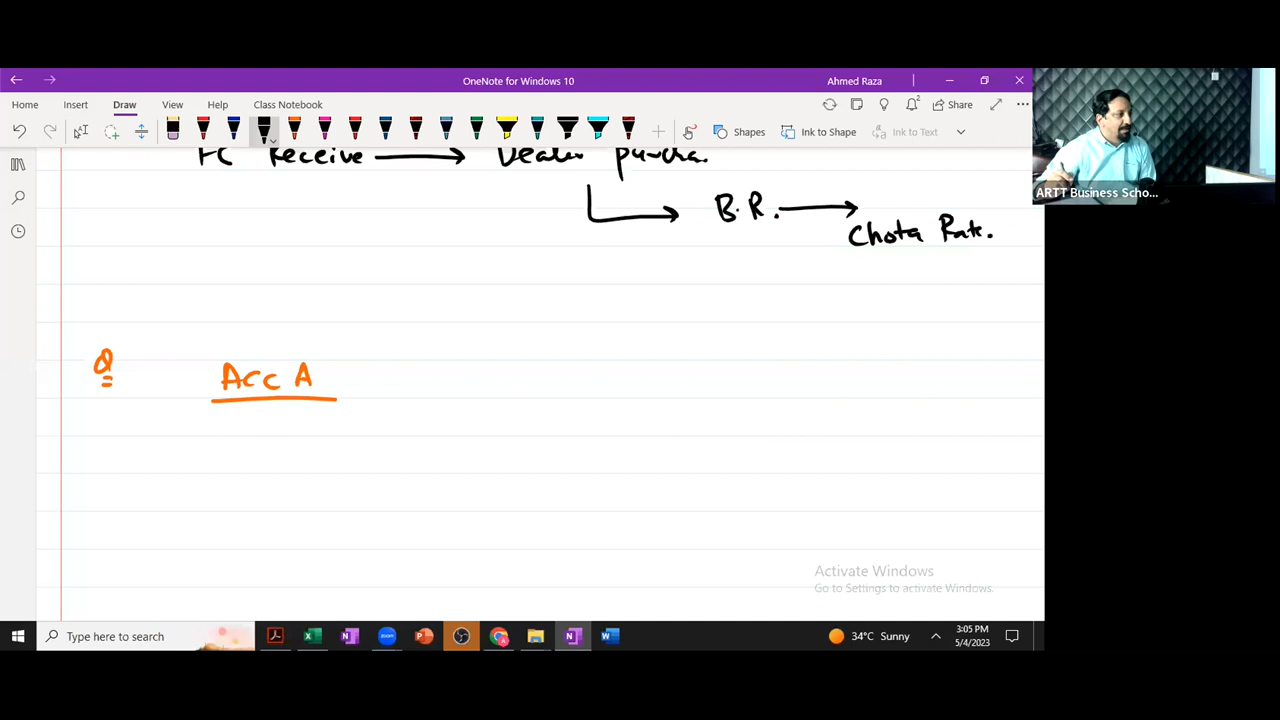 OneNote for Windows 10
Ahmed Raza
Home Insert Draw View Help Class Notebook
Share
Shapes Ink to Shape Ink to Text
ARTT Business Scho...
FC Receive Dealer purcha.
B.R.
Chota Rate.
Q
Acc A
Activate Windows
Go to Settings to activate Windows.
Type here to search
34°C Sunny
3:05 PM
5/4/2023